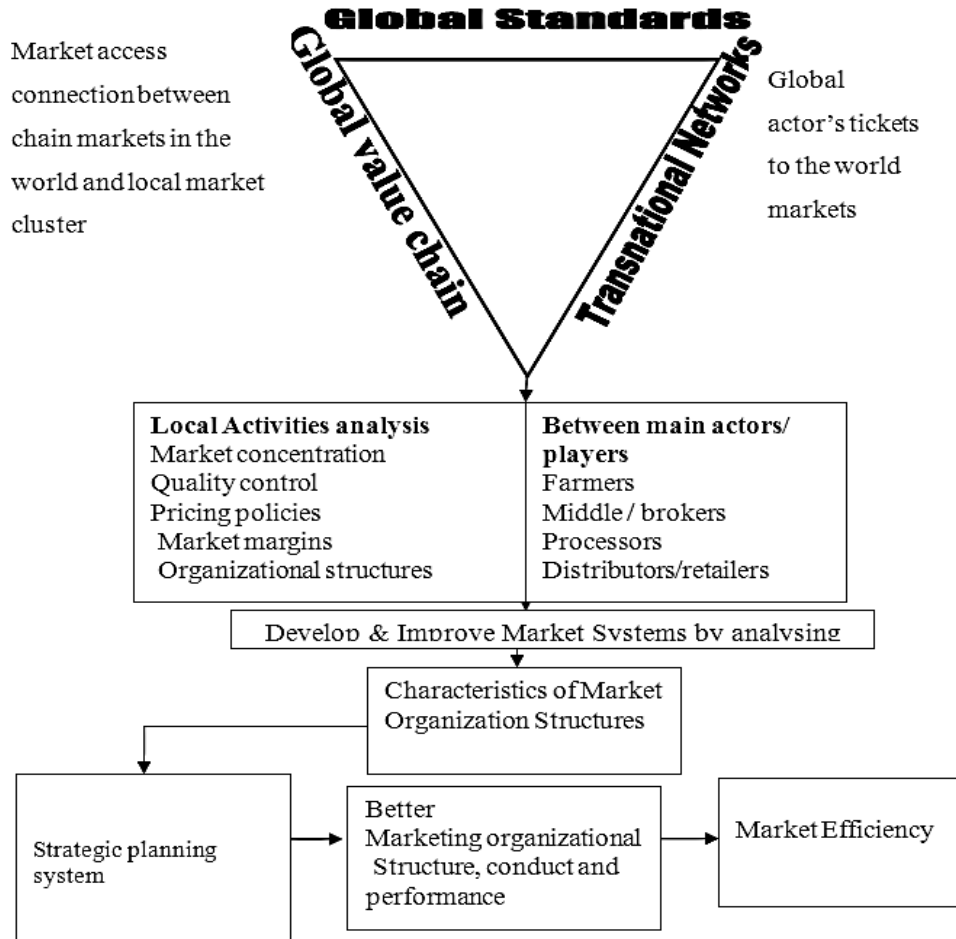 Global Standards
Market access
connection between
chain markets in the
world and local market
cluster
Global value chain
Transnational Networks
Global
actor's tickets
to the world
markets
Local Activities analysis
Market concentration
Quality control
Pricing policies
Market margins
Organizational structures
Between main actors/
players
Farmers
Middle / brokers
Processors
Distributors/retailers
Develop & Improve Market Systems by analysing
Characteristics of Market
Organization Structures
Strategic planning
system
Better
Marketing organizational
Structure, conduct and
performance
Market Efficiency